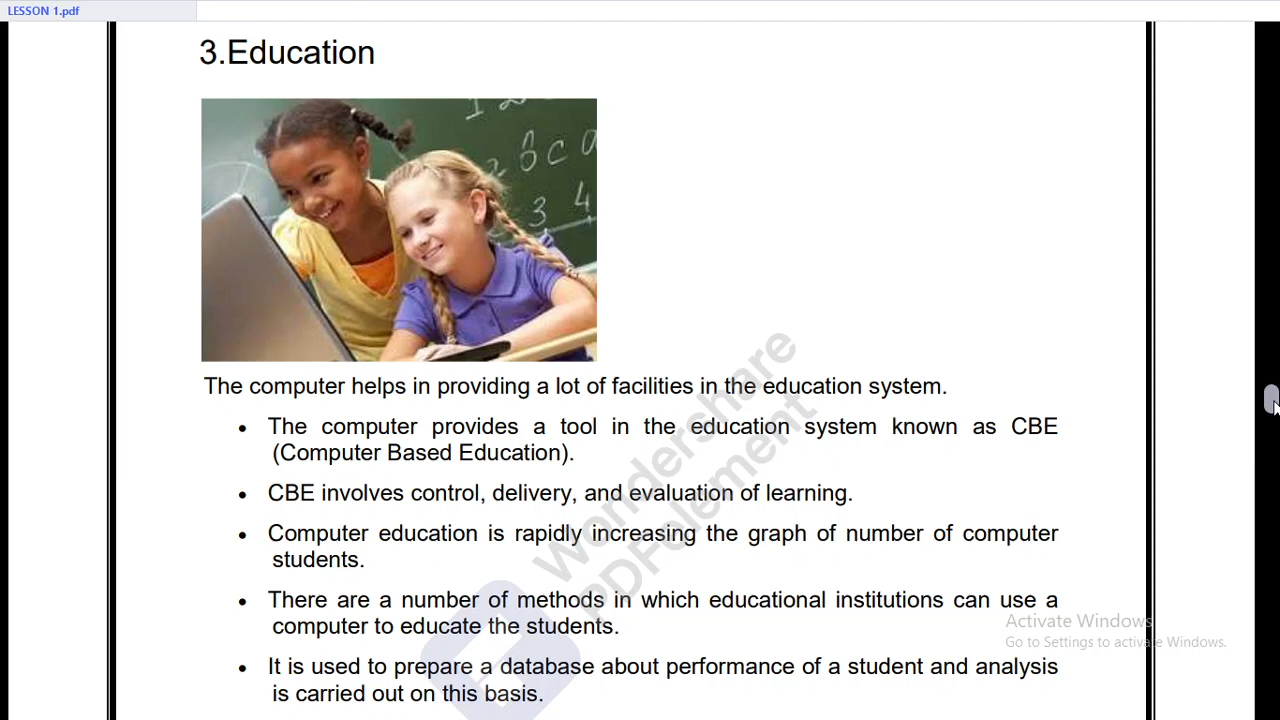 LESSON 1.pdf
3.Education
1 2
b c a
2 3 4
The computer helps in providing a lot of facilities in the education system.
• The computer provides a tool in the education system known as CBE
(Computer Based Education).
• CBE involves control, delivery, and evaluation of learning.
• Computer education is rapidly increasing the graph of number of computer
students.
• There are a number of methods in which educational institutions can use a
computer to educate the students.
• It is used to prepare a database about performance of a student and analysis
is carried out on this basis.
Wondershare
PDFelement
Activate Windows
Go to Settings to activate Windows.